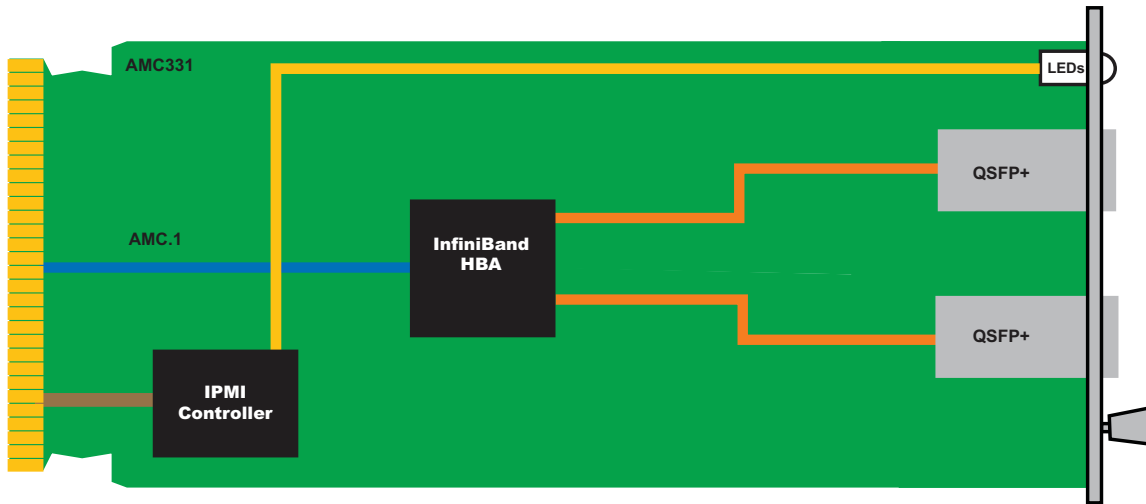 AMC331
LEDs
QSFP+
AMC.1
InfiniBand
HBA
QSFP+
IPMI
Controller